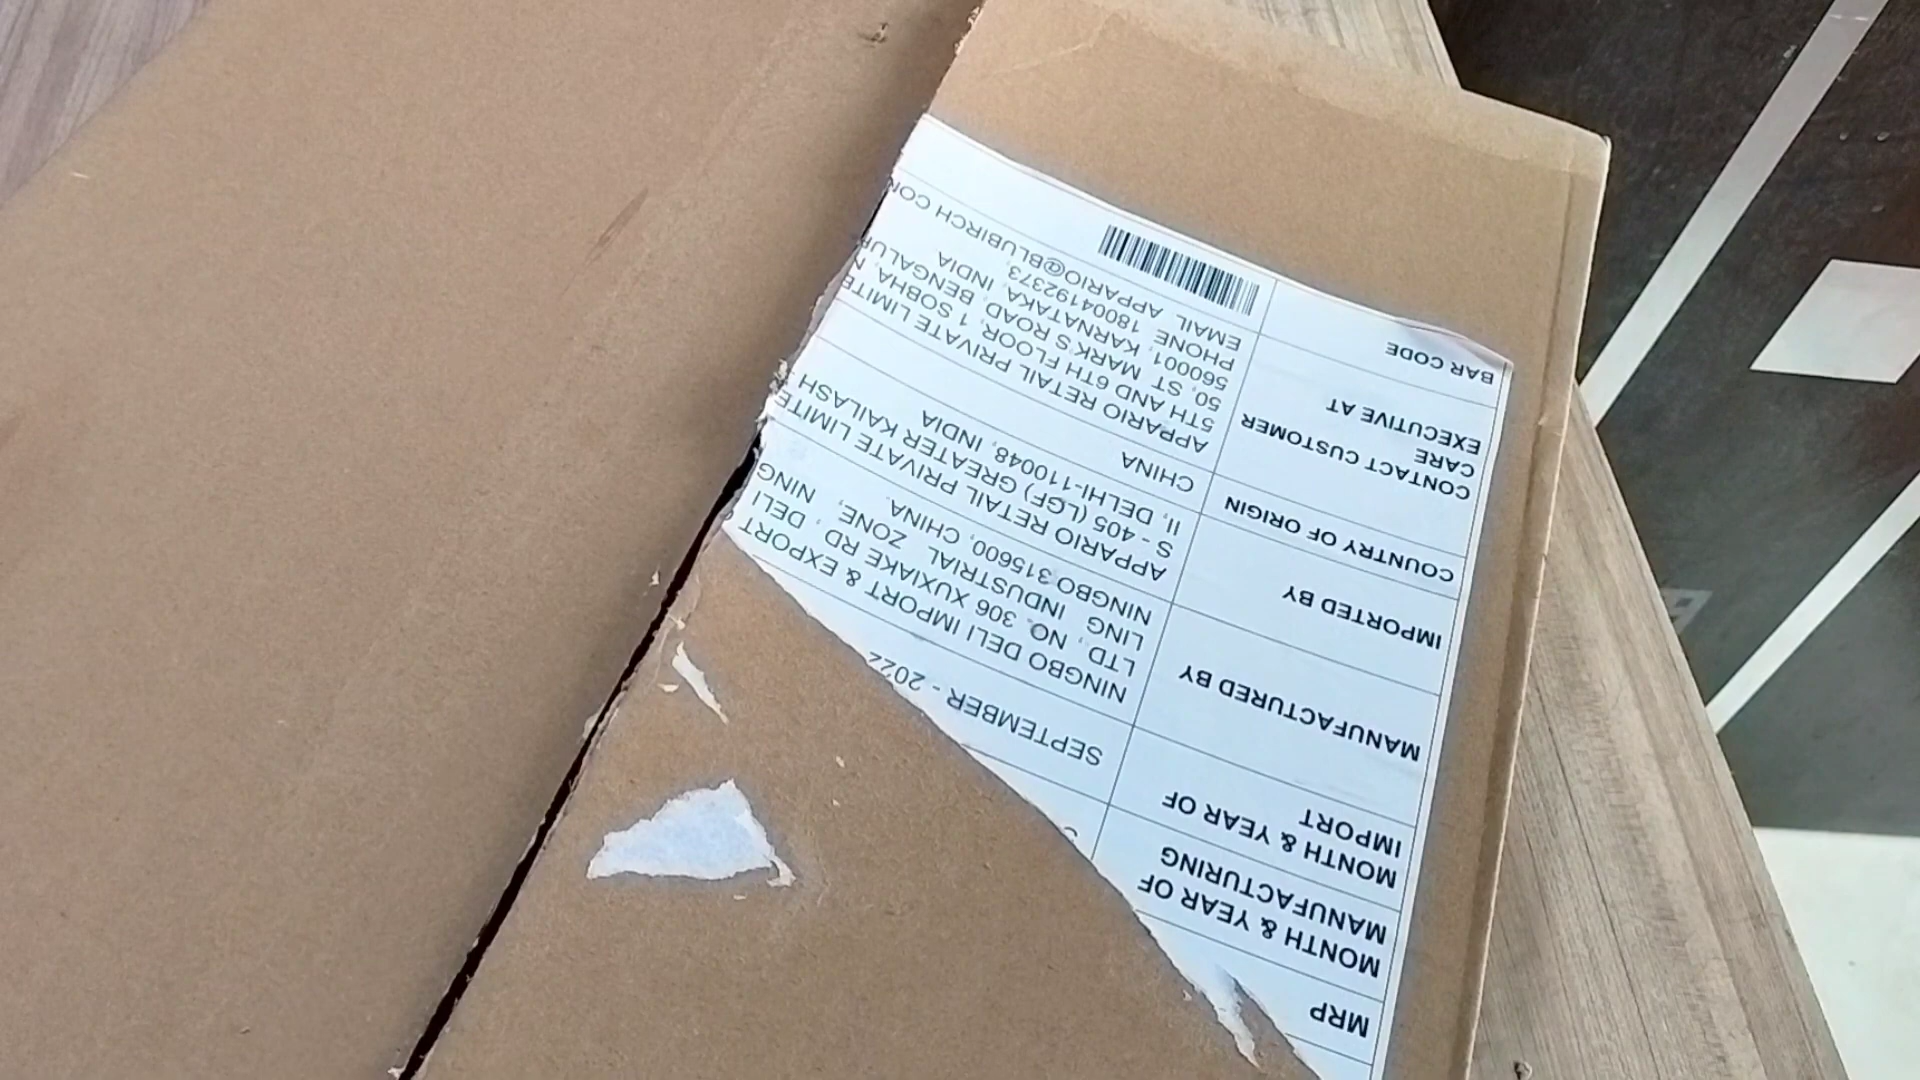 MRP
MONTH & YEAR OF
MANUFACTURING
MONTH & YEAR OF
IMPORT
SEPTEMBER - 202
MANUFACTURED BY
NINGBO DELI IMPORT & EXPORT
LTD, NO. 306 XUXIAKE RD, DELI
LING INDUSTRIAL ZONE, NING
NINGBO 315600, CHINA.
IMPORTED BY
APPARIO RETAIL PRIVATE LIMITE
S - 405 (LGF) GREATER KAILASH
II, DELHI-110048, INDIA
COUNTRY OF ORIGIN
CHINA
CONTACT CUSTOMER
CARE
EXECUTIVE AT
APPARIO RETAIL PRIVATE LIMITE
5TH AND 6TH FLOOR, 1 SOBHA, N
50, ST MARK'S ROAD, BENGALUR
560001, KARNATAKA, INDIA
PHONE 18004192373,
EMAIL APPARIO@BLUBIRCH CON
BAR CODE